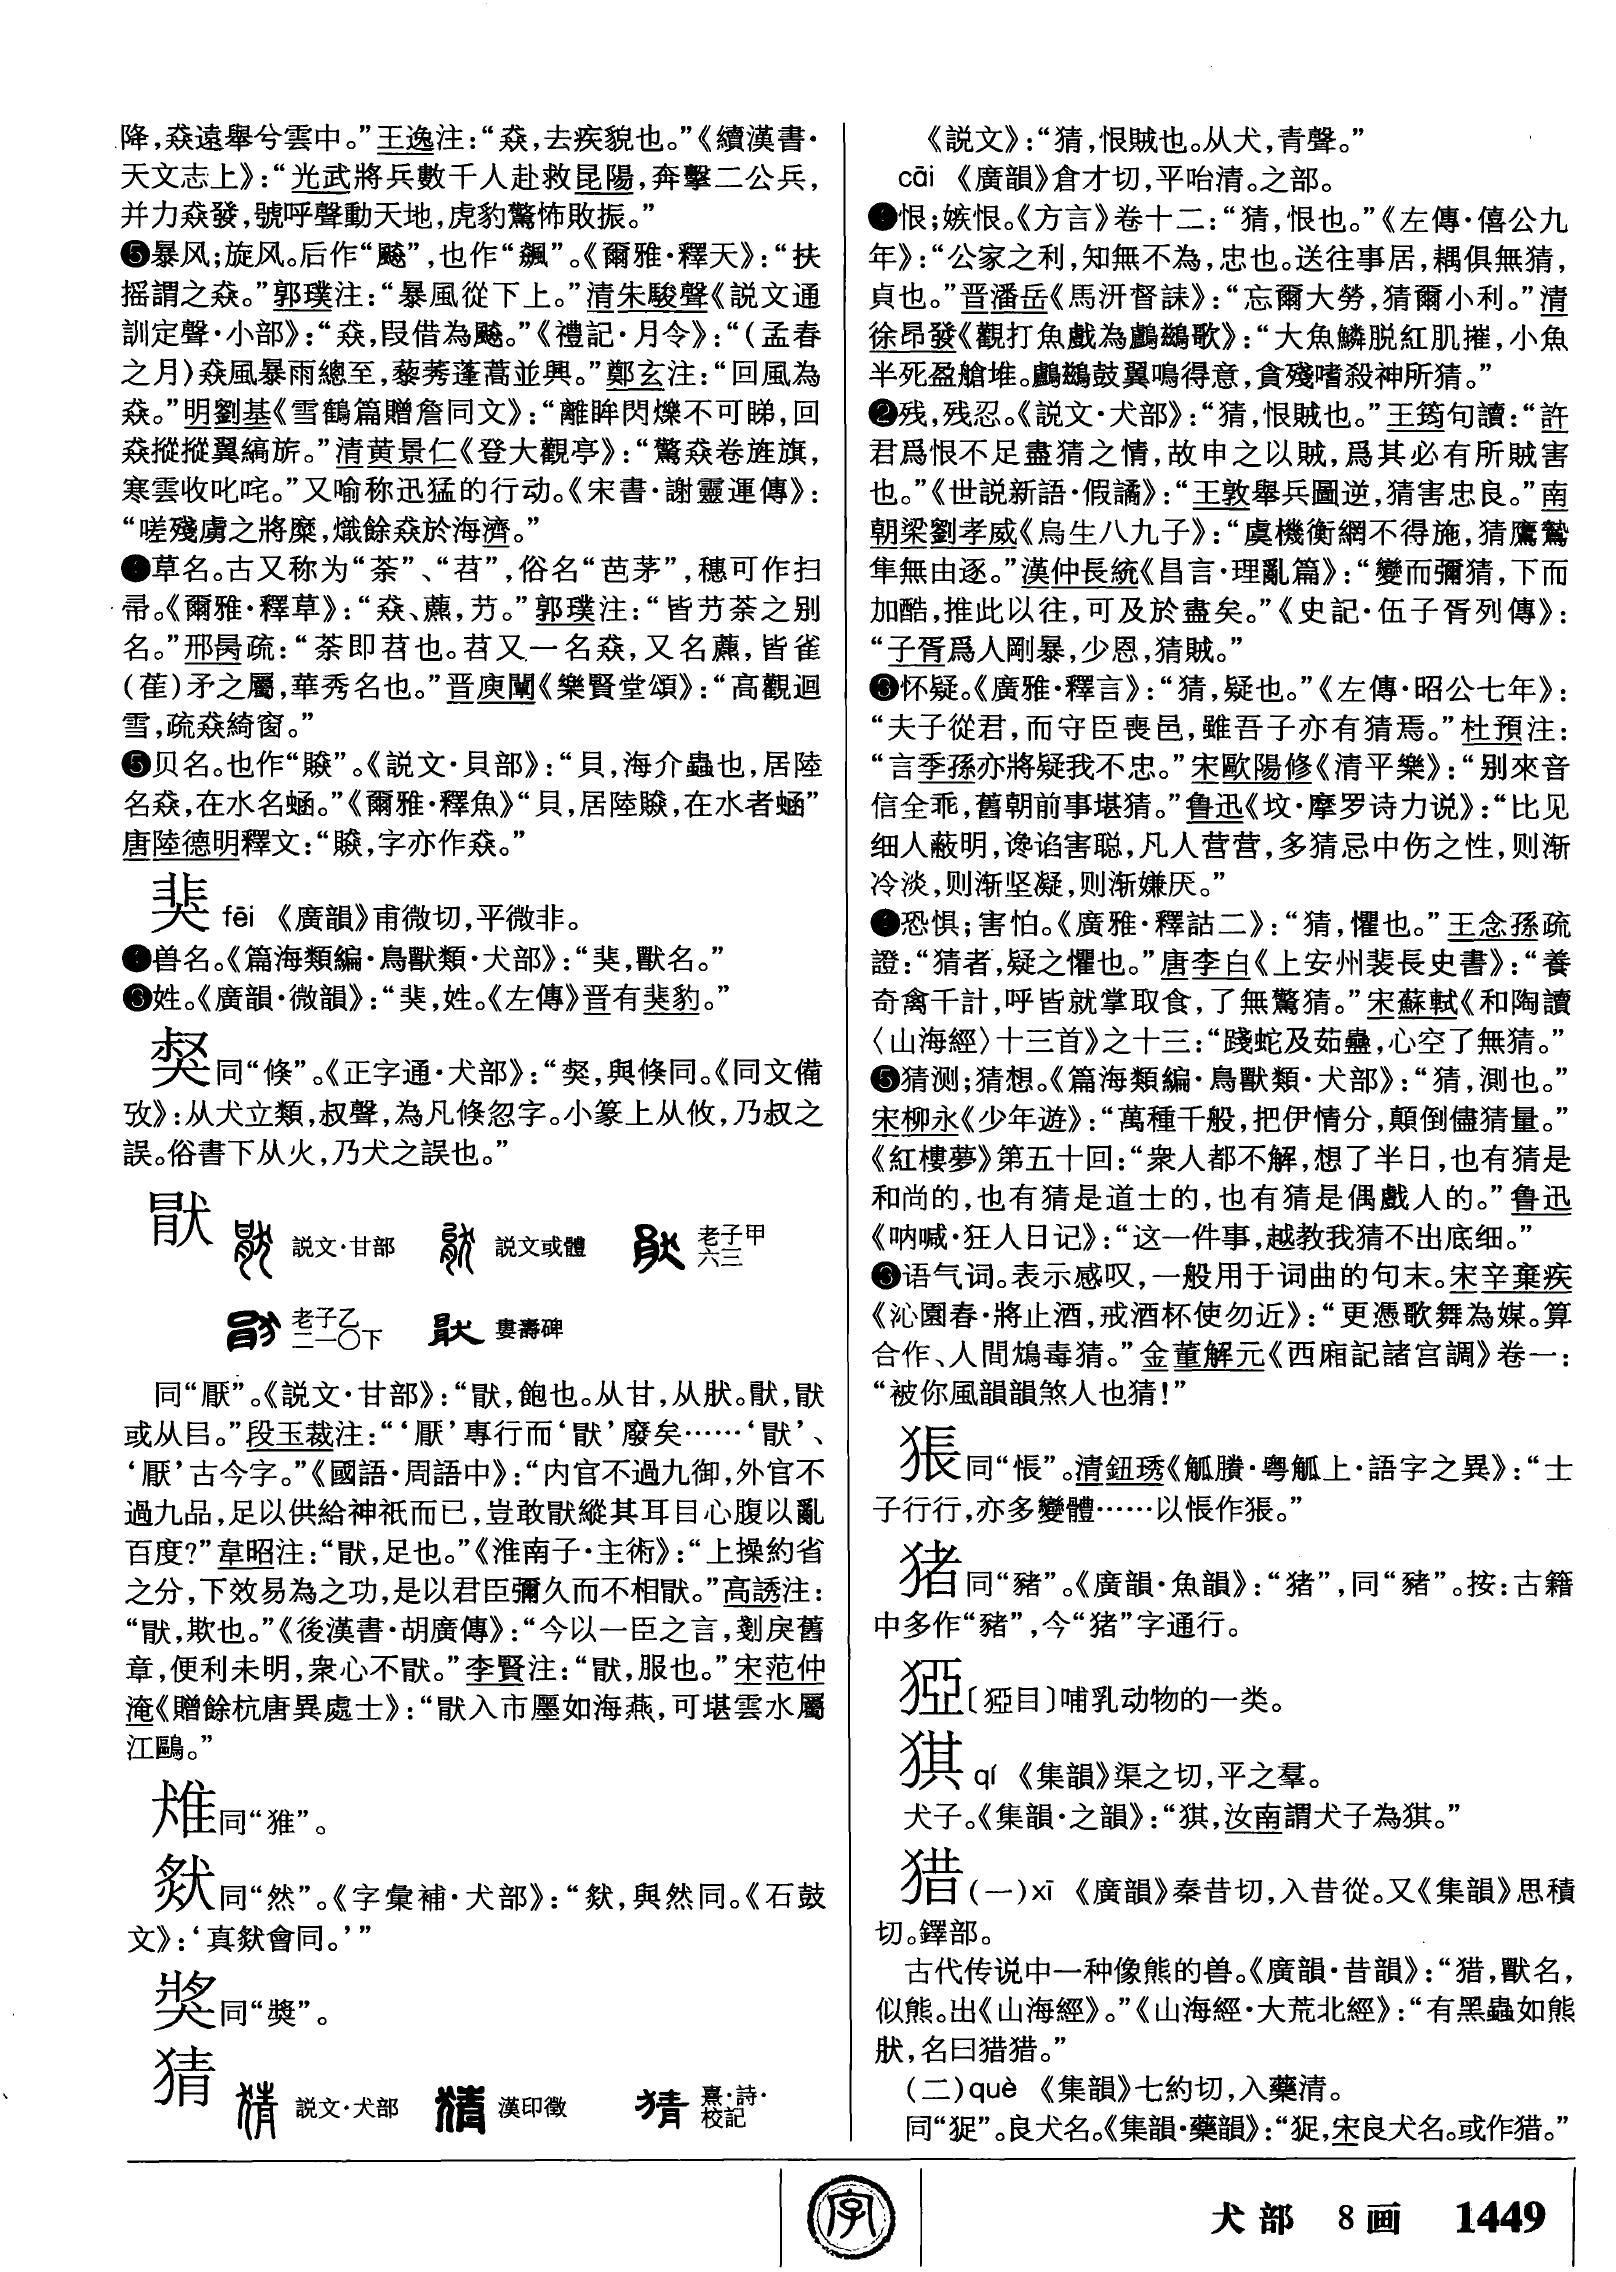 降，猋遠舉兮雲中。”王逸注：“猋，去疾貌也。”《續漢書·
天文志上》：“光武將兵數千人赴救昆陽，奔擊二公兵，
并力猋發，號呼聲動天地，虎豹驚怖敗振。”
❺暴风；旋风。后作“飈”，也作“飆”。《爾雅·釋天》：“扶
摇謂之猋。”郭璞注：“暴風從下上。”清朱駿聲《説文通
訓定聲·小部》：“猋，叚借為飈。”《禮記·月令》：“（孟春
之月）猋風暴雨總至，藜莠蓬蒿並興。”鄭玄注：“回風為
猋。”明劉基《雪鶴篇贈詹同文》：“離眸閃爍不可睇，回
猋摐摐翼縞旂。”清黄景仁《登大觀亭》：“驚猋卷旌旗，
寒雲收叱咤。”又喻称迅猛的行动。《宋書·謝靈運傳》：
“嗟殘虜之將糜，熾餘猋於海濟。”
草名。古又称为“荼”、“苕”，俗名“芭茅”，穗可作扫
帚。《爾雅·釋草》：“猋、藨，芀。”郭璞注：“皆芀荼之别
名。”邢昺疏：“荼即苕也。苕又一名猋，又名藨，皆雀
（萑）矛之屬，華秀名也。”晋庾闡《樂賢堂頌》：“高觀迴
雪，疏猋綺窗。”
❺贝名。也作“贆”。《説文·貝部》：“貝，海介蟲也，居陸
名猋，在水名蜬。”《爾雅·釋魚》“貝，居陸贆，在水者蜬”
唐陸德明釋文：“贆，字亦作猋。”
猆 fēi 《廣韻》甫微切，平微非。
兽名。《篇海類編·鳥獸類·犬部》：“猆，獸名。”
姓。《廣韻·微韻》：“猆，姓。《左傳》晋有猆豹。”
同“倏”。《正字通·犬部》：“，與倏同。《同文備
攷》：从犬立類，叔聲，為凡倏忽字。小篆上从攸，乃叔之
誤。俗書下从火，乃犬之誤也。”
猒 説文·甘部 説文或體 老子甲六三
老子乙二一〇下 婁壽碑
同“厭”。《説文·甘部》：“猒，飽也。从甘，从肰。猒，猒
或从㠯。”段玉裁注：“‘厭’專行而‘猒’廢矣……‘猒’、
‘厭’古今字。”《國語·周語中》：“内官不過九御，外官不
過九品，足以供給神祇而已，豈敢猒縱其耳目心腹以亂
百度？”韋昭注：“猒，足也。”《淮南子·主術》：“上操約省
之分，下效易為之功，是以君臣彌久而不相猒。”高誘注：
“猒，欺也。”《後漢書·胡廣傳》：“今以一臣之言，剗戾舊
章，便利未明，衆心不猒。”李賢注：“猒，服也。”宋范仲
淹《贈餘杭唐異處士》：“猒入市廛如海燕，可堪雲水屬
江鷗。”
同“猚”。
同“然”。《字彙補·犬部》：“，與然同。《石鼓
文》：‘真會同。’”
奬同“獎”。
猜 説文·犬部 漢印徵 熹·詩·校記
《説文》：“猜，恨賊也。从犬，青聲。”
cāi 《廣韻》倉才切，平咍清。之部。
恨；嫉恨。《方言》卷十二：“猜，恨也。”《左傳·僖公九
年》：“公家之利，知無不為，忠也。送往事居，耦俱無猜，
貞也。”晋潘岳《馬汧督誄》：“忘爾大勞，猜爾小利。”清
徐昂發《觀打魚戲為鸕鷀歌》：“大魚鱗脱紅肌摧，小魚
半死盈艙堆。鸕鷀鼓翼鳴得意，貪殘嗜殺神所猜。”
❷残，残忍。《説文·犬部》：“猜，恨賊也。”王筠句讀：“許
君爲恨不足盡猜之情，故申之以賊，爲其必有所賊害
也。”《世説新語·假譎》：“王敦舉兵圖逆，猜害忠良。”南
朝梁劉孝威《烏生八九子》：“虞機衡網不得施，猜鷹鷙
隼無由逐。”漢仲長統《昌言·理亂篇》：“變而彌猜，下而
加酷，推此以往，可及於盡矣。”《史記·伍子胥列傳》：
“子胥爲人剛暴，少恩，猜賊。”
❸怀疑。《廣雅·釋言》：“猜，疑也。”《左傳·昭公七年》：
“夫子從君，而守臣喪邑，雖吾子亦有猜焉。”杜預注：
“言季孫亦將疑我不忠。”宋歐陽修《清平樂》：“别來音
信全乖，舊朝前事堪猜。”鲁迅《坟·摩罗诗力说》：“比见
细人蔽明，谗谄害聪，凡人营营，多猜忌中伤之性，则渐
冷淡，则渐坚凝，则渐嫌厌。”
恐惧；害怕。《廣雅·釋詁二》：“猜，懼也。”王念孫疏
證：“猜者，疑之懼也。”唐李白《上安州裴長史書》：“養
奇禽千計，呼皆就掌取食，了無驚猜。”宋蘇軾《和陶讀
〈山海經〉十三首》之十三：“踐蛇及茹蠱，心空了無猜。”
❺猜测；猜想。《篇海類編·鳥獸類·犬部》：“猜，測也。”
宋柳永《少年遊》：“萬種千般，把伊情分，顛倒儘猜量。”
《紅樓夢》第五十回：“衆人都不解，想了半日，也有猜是
和尚的，也有猜是道士的，也有猜是偶戲人的。”鲁迅
《呐喊·狂人日记》：“这一件事，越教我猜不出底细。”
语气词。表示感叹，一般用于词曲的句末。宋辛棄疾
《沁園春·將止酒，戒酒杯使勿近》：“更憑歌舞為媒。算
合作、人間鴆毒猜。”金董解元《西廂記諸宫調》卷一：
“被你風韻韻煞人也猜！”
㻊同“悵”。清鈕琇《觚賸·粤觚上·語字之異》：“士
子行行，亦多變體……以悵作。”
猪同“豬”。《廣韻·魚韻》：“猪”，同“豬”。按：古籍
中多作“豬”，今“猪”字通行。
〔目〕哺乳动物的一类。
猉 qí 《集韻》渠之切，平之羣。
犬子。《集韻·之韻》：“猉，汝南謂犬子為猉。”
猎（一）xī 《廣韻》秦昔切，入昔從。又《集韻》思積
切。鐸部。
古代传说中一种像熊的兽。《廣韻·昔韻》：“猎，獸名，
似熊。出《山海經》。”《山海經·大荒北經》：“有黑蟲如熊
狀，名曰猎猎。”
（二）què 《集韻》七約切，入藥清。
同“㹱”。良犬名。《集韻·藥韻》：“㹱，宋良犬名。或作猎。”
字
犬部 8画 1449